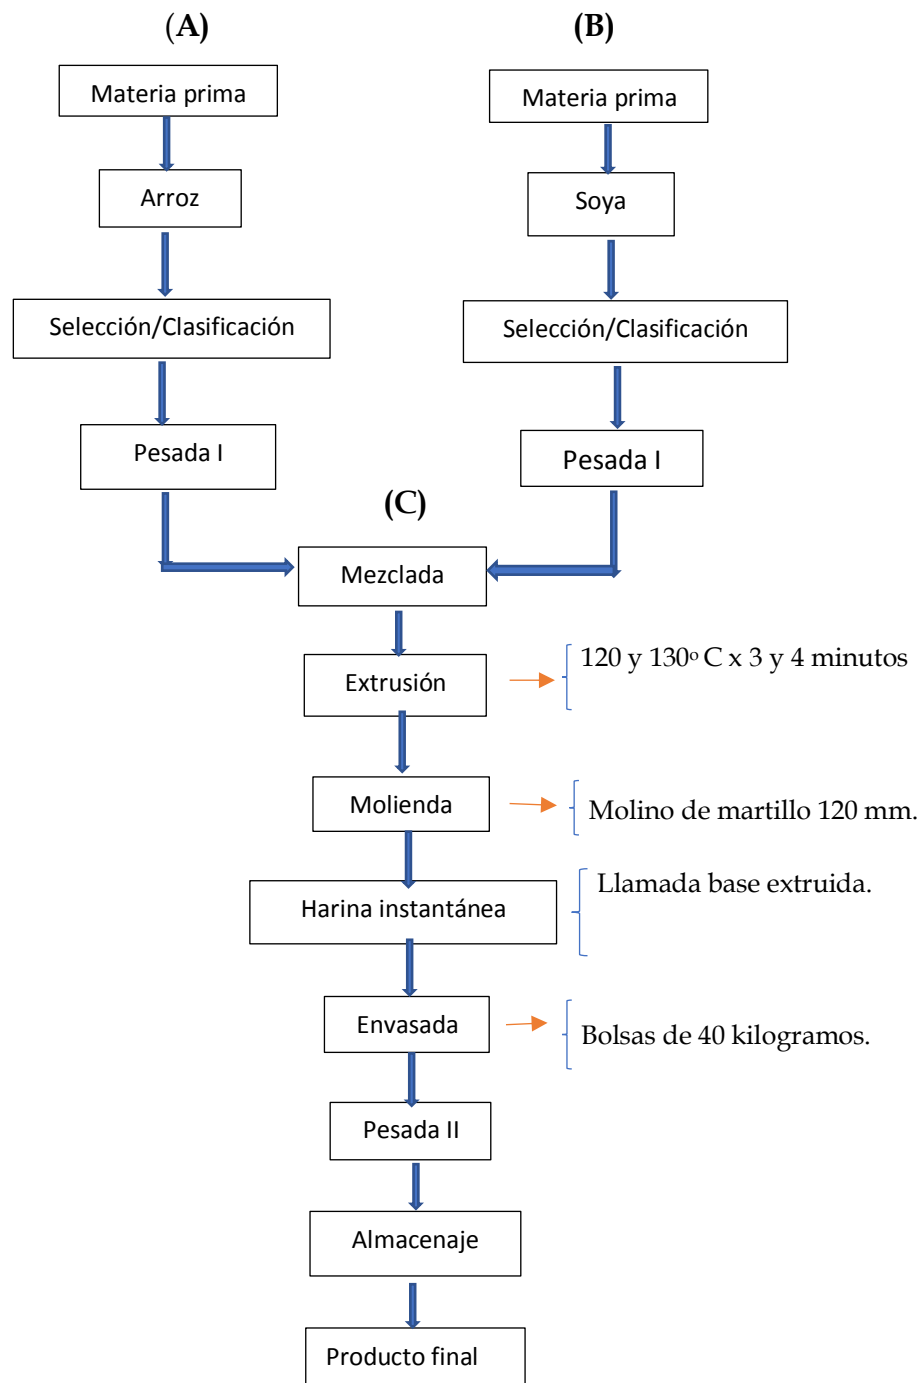 (A)
Materia prima
Arroz
Selección/Clasificación
Pesada I
(B)
Materia prima
Soya
Selección/Clasificación
Pesada I
(C)
Mezclada
Extrusión
120 y 130º C x 3 y 4 minutos
Molienda
Molino de martillo 120 mm.
Harina instantánea
Llamada base extruida.
Envasada
Bolsas de 40 kilogramos.
Pesada II
Almacenaje
Producto final